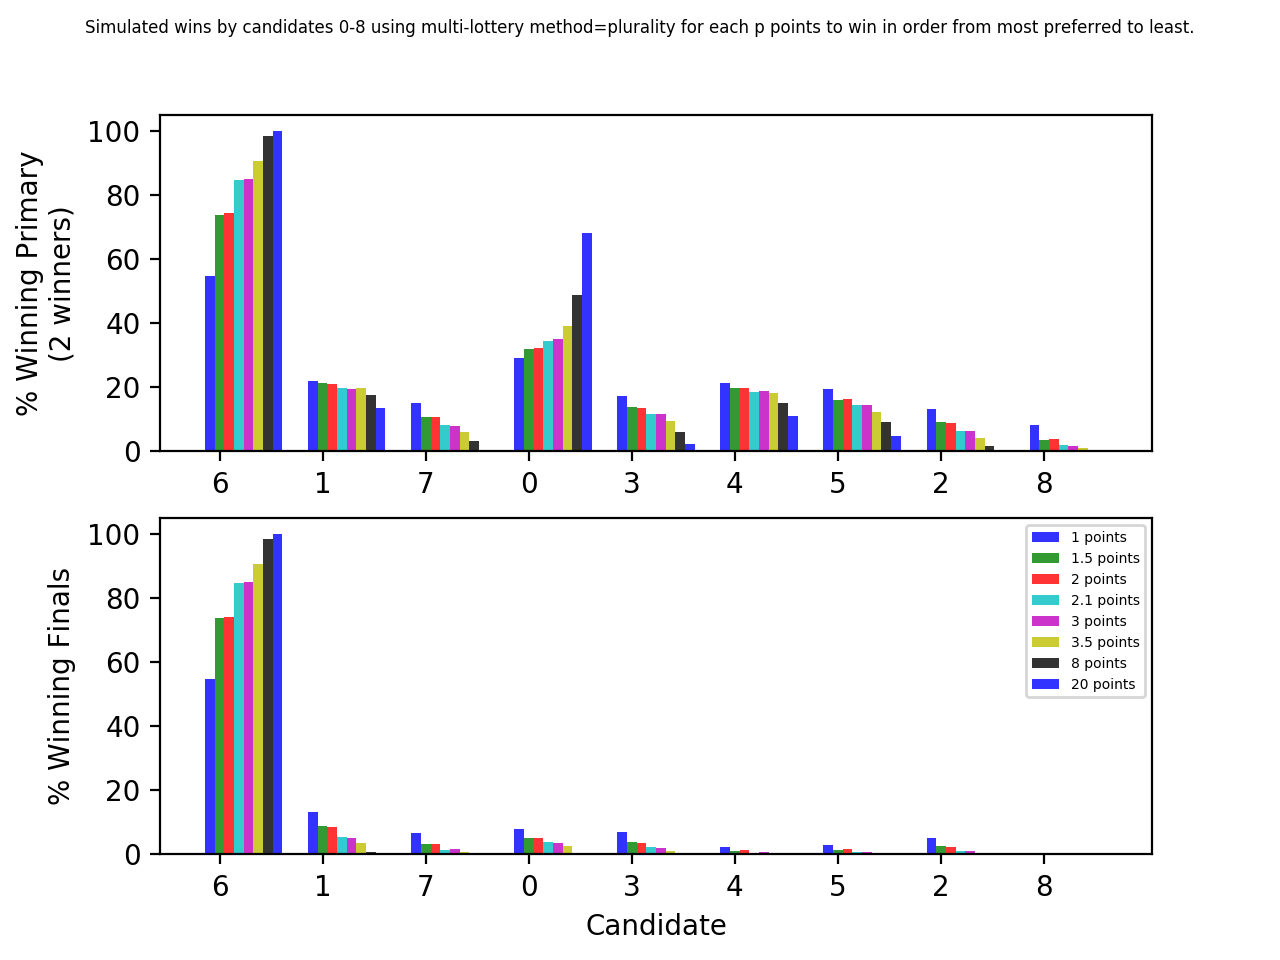 Simulated wins by candidates 0-8 using multi-lottery method=plurality for each p points to win in order from most preferred to least.
% Winning Primary
(2 winners)
100
80
60
40
20
0
6 1 7 0 3 4 5 2 8
% Winning Finals
100
80
60
40
20
0
1 points
1.5 points
2 points
2.1 points
3 points
3.5 points
8 points
20 points
6 1 7 0 3 4 5 2 8
Candidate